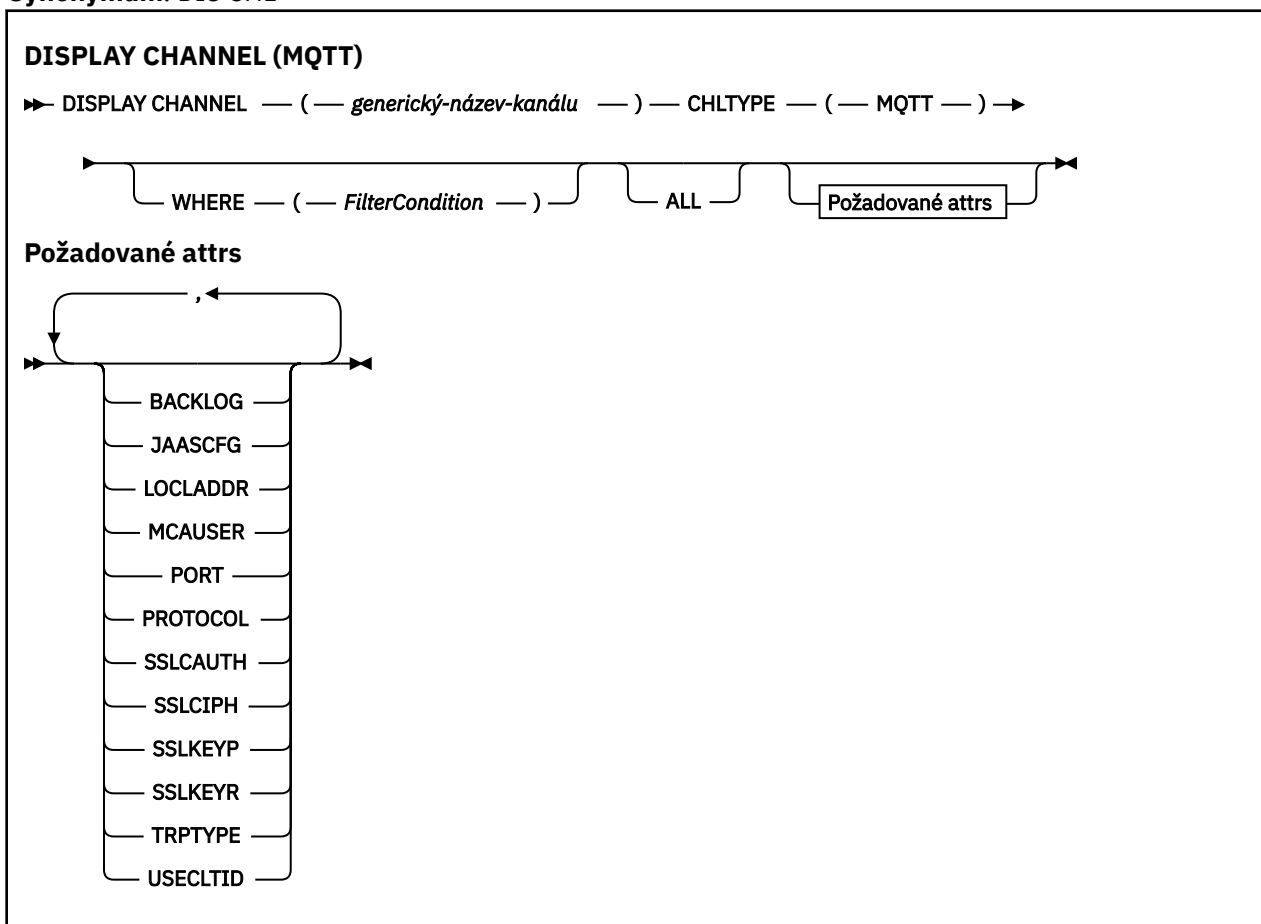 DISPLAY CHANNEL (MQTT)
DISPLAY CHANNEL ( generický-název-kanálu ) CHLTYPE ( MQTT )
WHERE ( FilterCondition ) ALL Požadované attrs
Požadované attrs
,
BACKLOG
JAASCFG
LOCLADDR
MCAUSER
PORT
PROTOCOL
SSLCAUTH
SSLCIPH
SSLKEYP
SSLKEYR
TRPTYPE
USECLTID